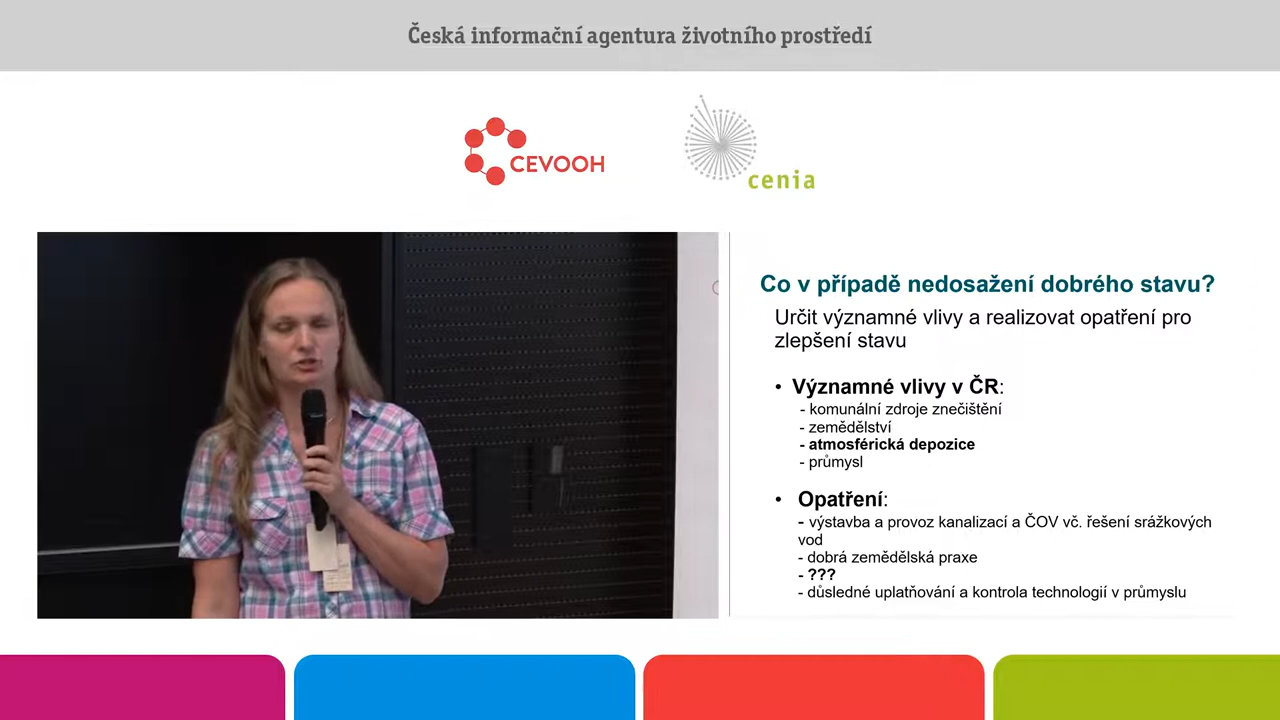 Česká informační agentura životního prostředí
CEVOOH
cenia
Co v případě nedosažení dobrého stavu?
Určit významné vlivy a realizovat opatření pro
zlepšení stavu
• Významné vlivy v ČR:
- komunální zdroje znečištění
- zemědělství
- atmosférická depozice
- průmysl
• Opatření:
- výstavba a provoz kanalizací a ČOV vč. řešení srážkových
vod
- dobrá zemědělská praxe
- ???
- důsledné uplatňování a kontrola technologií v průmyslu